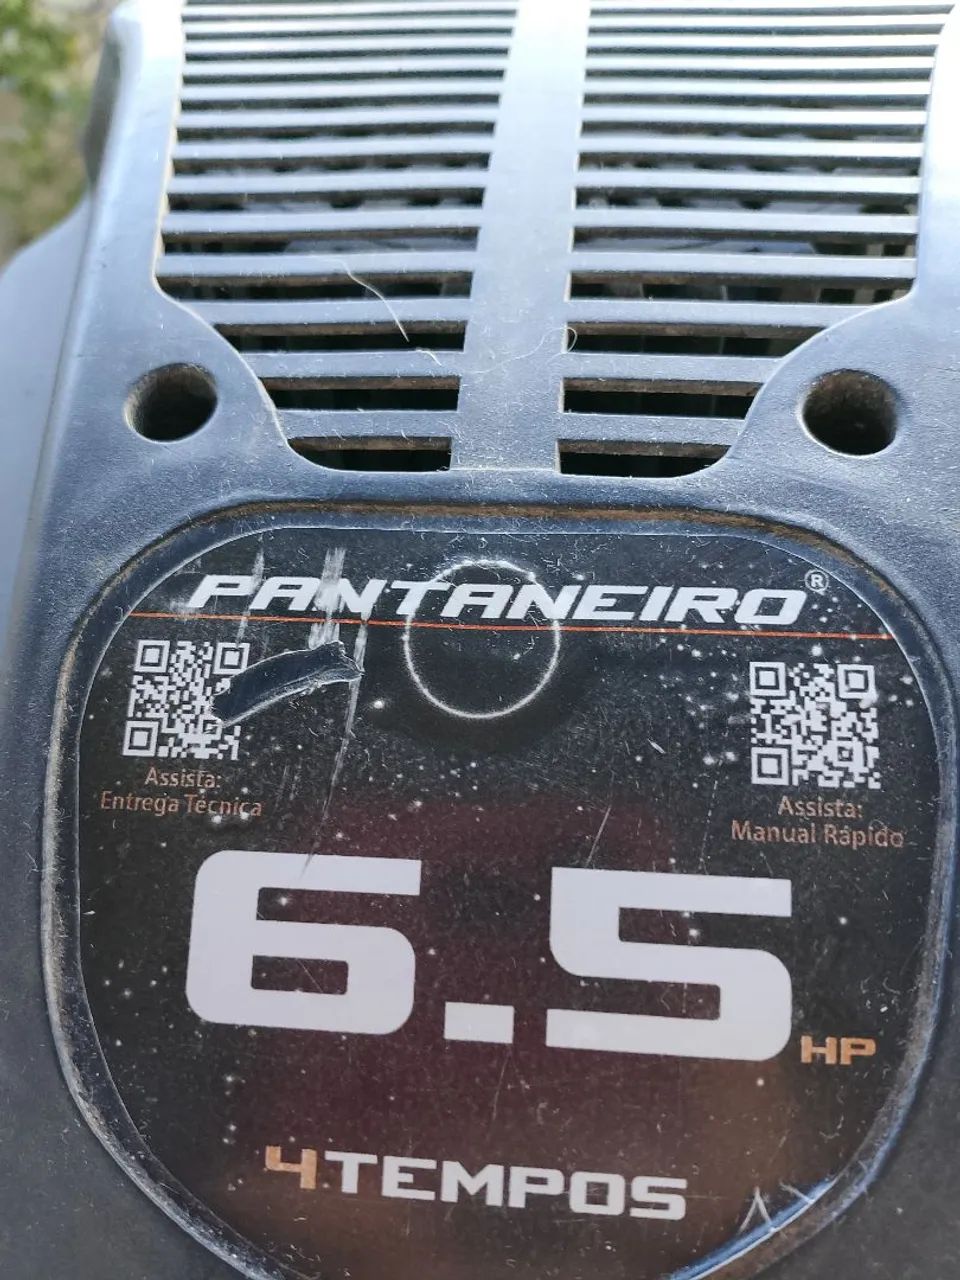 PANTANEIRO®
Assista:
Entrega Técnica
Assista:
Manual Rápido
6.5 HP
4TEMPOS